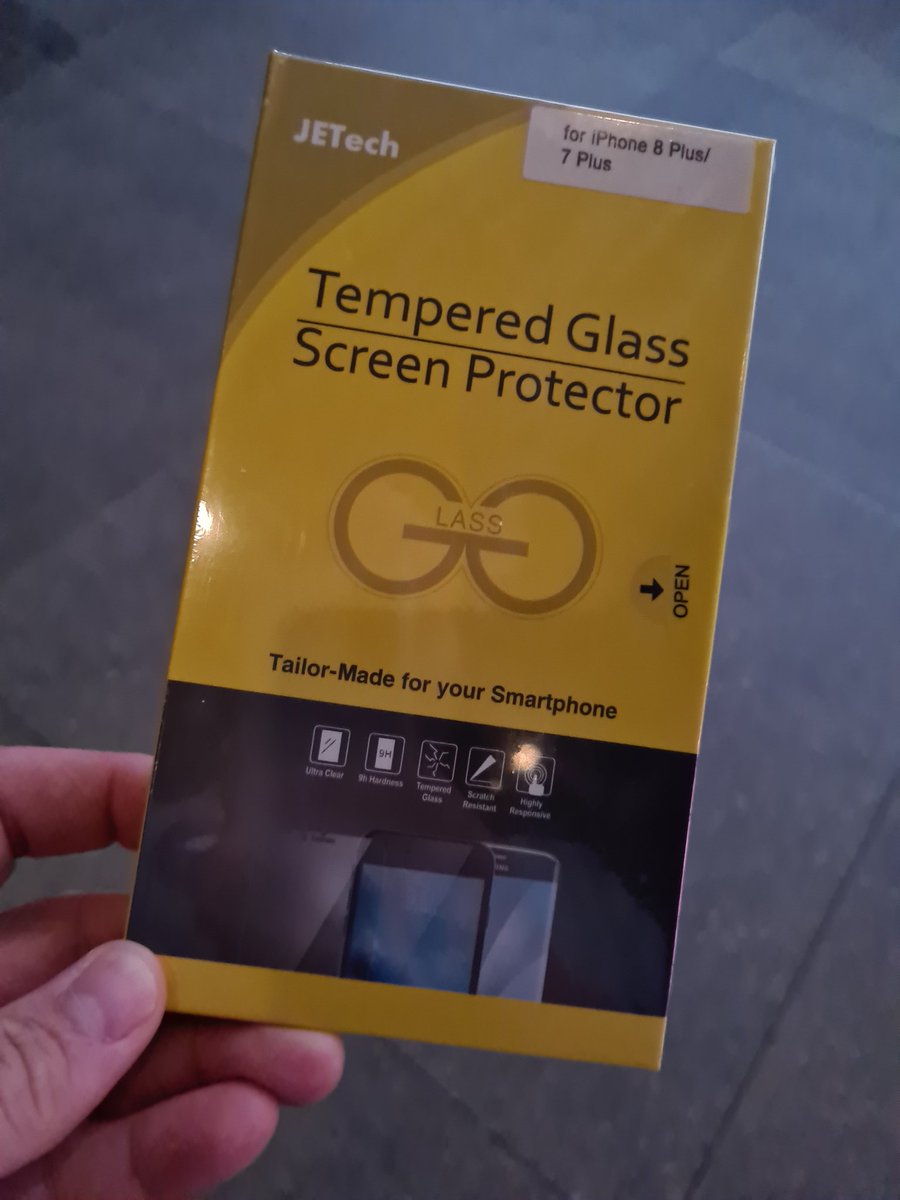 JETech
for iPhone 8 Plus/
7 Plus
Tempered Glass
Screen Protector
GLASSG
OPEN
Tailor-Made for your Smartphone
9H
Ultra Clear
9h Hardness
Tempered
Glass
Scratch
Resistant
Highly
Responsive